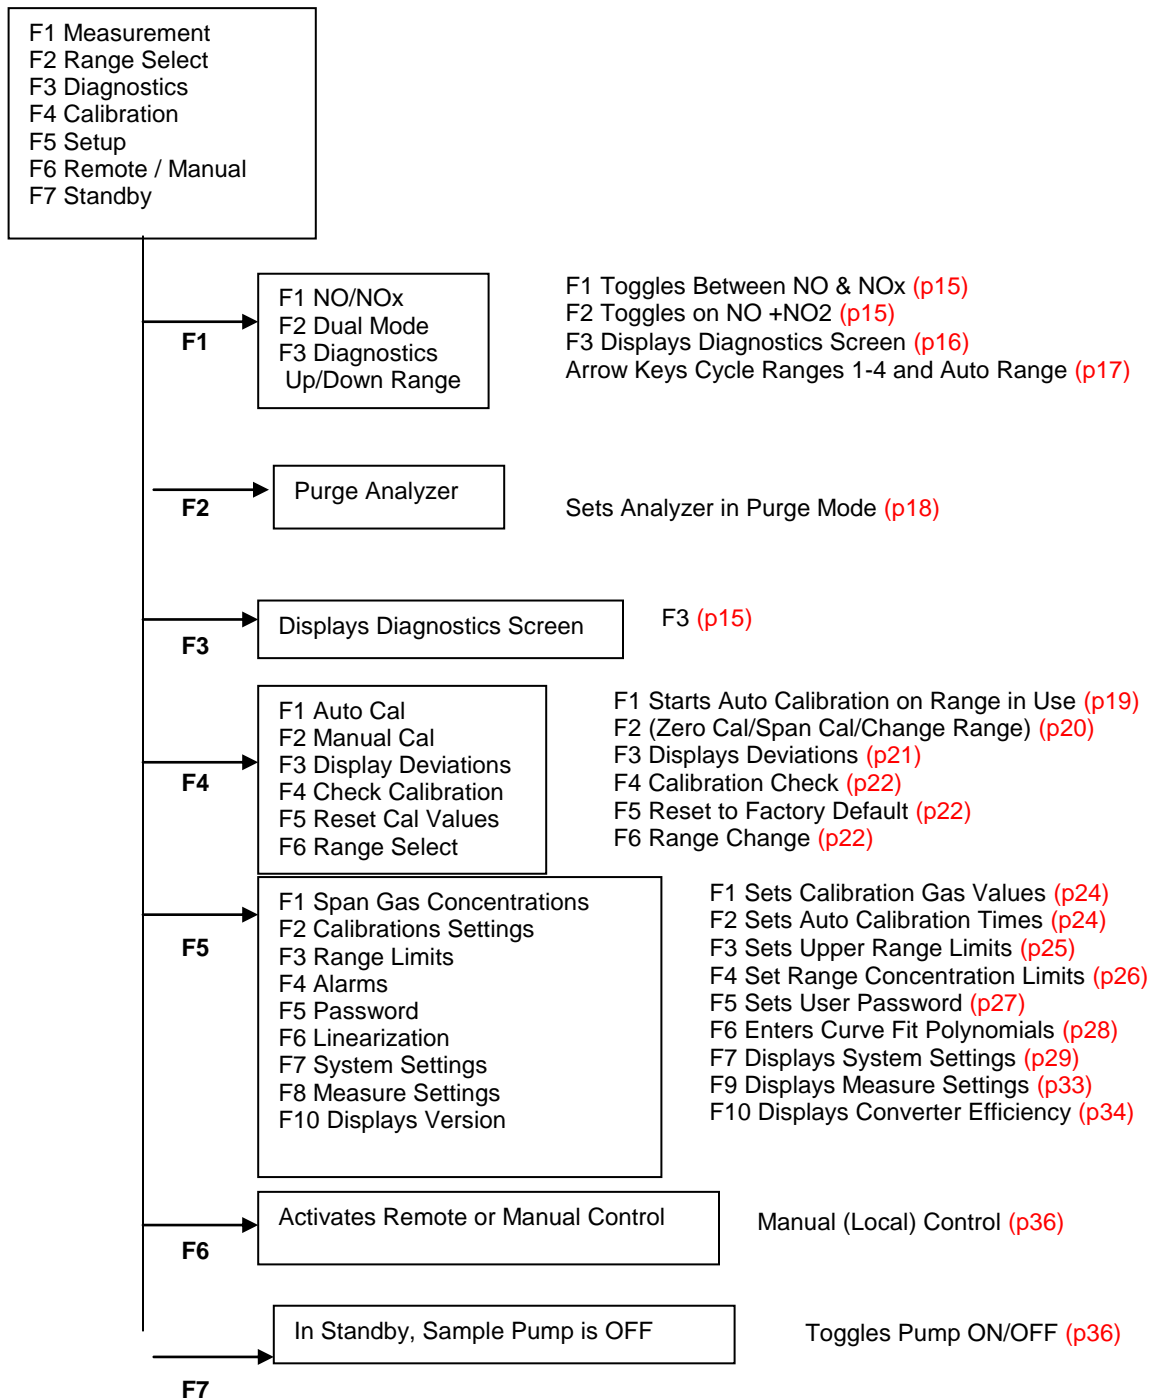 F1 Measurement
F2 Range Select
F3 Diagnostics
F4 Calibration
F5 Setup
F6 Remote / Manual
F7 Standby
F1
F1 NO/NOx
F2 Dual Mode
F3 Diagnostics
Up/Down Range
F1 Toggles Between NO & NOx (p15)
F2 Toggles on NO +NO2 (p15)
F3 Displays Diagnostics Screen (p16)
Arrow Keys Cycle Ranges 1-4 and Auto Range (p17)
F2
Purge Analyzer
Sets Analyzer in Purge Mode (p18)
F3
Displays Diagnostics Screen
F3 (p15)
F4
F1 Auto Cal
F2 Manual Cal
F3 Display Deviations
F4 Check Calibration
F5 Reset Cal Values
F6 Range Select
F1 Starts Auto Calibration on Range in Use (p19)
F2 (Zero Cal/Span Cal/Change Range) (p20)
F3 Displays Deviations (p21)
F4 Calibration Check (p22)
F5 Reset to Factory Default (p22)
F6 Range Change (p22)
F5
F1 Span Gas Concentrations
F2 Calibrations Settings
F3 Range Limits
F4 Alarms
F5 Password
F6 Linearization
F7 System Settings
F8 Measure Settings
F10 Displays Version
F1 Sets Calibration Gas Values (p24)
F2 Sets Auto Calibration Times (p24)
F3 Sets Upper Range Limits (p25)
F4 Set Range Concentration Limits (p26)
F5 Sets User Password (p27)
F6 Enters Curve Fit Polynomials (p28)
F7 Displays System Settings (p29)
F9 Displays Measure Settings (p33)
F10 Displays Converter Efficiency (p34)
F6
Activates Remote or Manual Control
Manual (Local) Control (p36)
F7
In Standby, Sample Pump is OFF
Toggles Pump ON/OFF (p36)